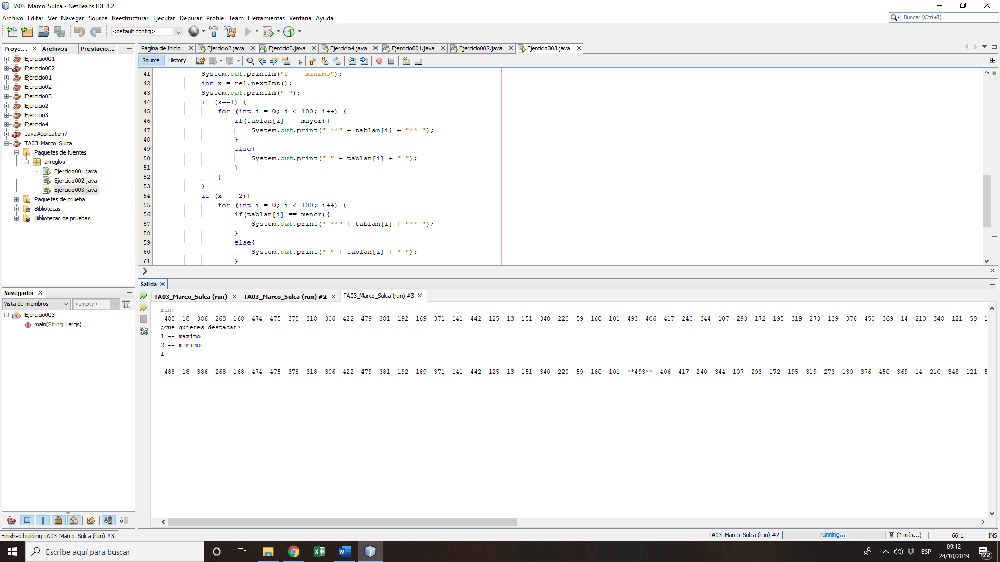 TA03_Marco_Sulca - NetBeans IDE 8.2
Archivo Editar Ver Navegar Source Reestructurar Ejecutar Depurar Profile Team Herramientas Ventana Ayuda
Buscar (Ctrl+I)
<default config>
Proye... Archivos Prestacio...
Ejercicio001
Ejercicio002
Ejercicio01
Ejercicio02
Ejercicio03
Ejercicio2
Ejercicio3
Ejercicio4
JavaApplication7
TA03_Marco_Sulca
Paquetes de fuentes
arreglos
Ejercicio001.java
Ejercicio002.java
Ejercicio003.java
Paquetes de prueba
Bibliotecas
Bibliotecas de pruebas
Página de Inicio Ejercicio2.java Ejercicio3.java Ejercicio4.java Ejercicio001.java Ejercicio002.java Ejercicio003.java
Source History
41 System.out.println("2 -- minimo");
42 int x = re1.nextInt();
43 System.out.println(" ");
44 if (x==1) {
45 for (int i = 0; i < 100; i++) {
46 if(tablan[i] == mayor){
47 System.out.print(" **" + tablan[i] + "** ");
48 }
49 else{
50 System.out.print(" " + tablan[i] + " ");
51 }
52 }
53 }
54 if (x == 2){
55 for (int i = 0; i < 100; i++) {
56 if(tablan[i] == menor){
57 System.out.print(" **" + tablan[i] + "** ");
58 }
59 else{
60 System.out.print(" " + tablan[i] + " ");
61 }
Navegador
Vista de miembros <empty>
Ejercicio003
main(String[] args)
Salida
TA03_Marco_Sulca (run) TA03_Marco_Sulca (run) #2 TA03_Marco_Sulca (run) #3
run:
488 18 386 268 168 474 475 378 318 306 422 479 381 192 169 371 141 442 125 13 151 340 220 59 160 101 493 406 417 240 344 107 293 172 195 319 273 139 376 450 369 14 210 348 121 58 1
¿que quieres destacar?
1 -- maximo
2 -- minimo
1
488 18 386 268 168 474 475 378 318 306 422 479 381 192 169 371 141 442 125 13 151 340 220 59 160 101 **493** 406 417 240 344 107 293 172 195 319 273 139 376 450 369 14 210 348 121 5
Finished building TA03_Marco_Sulca (run) #3.
TA03_Marco_Sulca (run) #2 running... (1 más...) 66:1 INS
Escribe aquí para buscar
ESP
09:12
24/10/2019
22